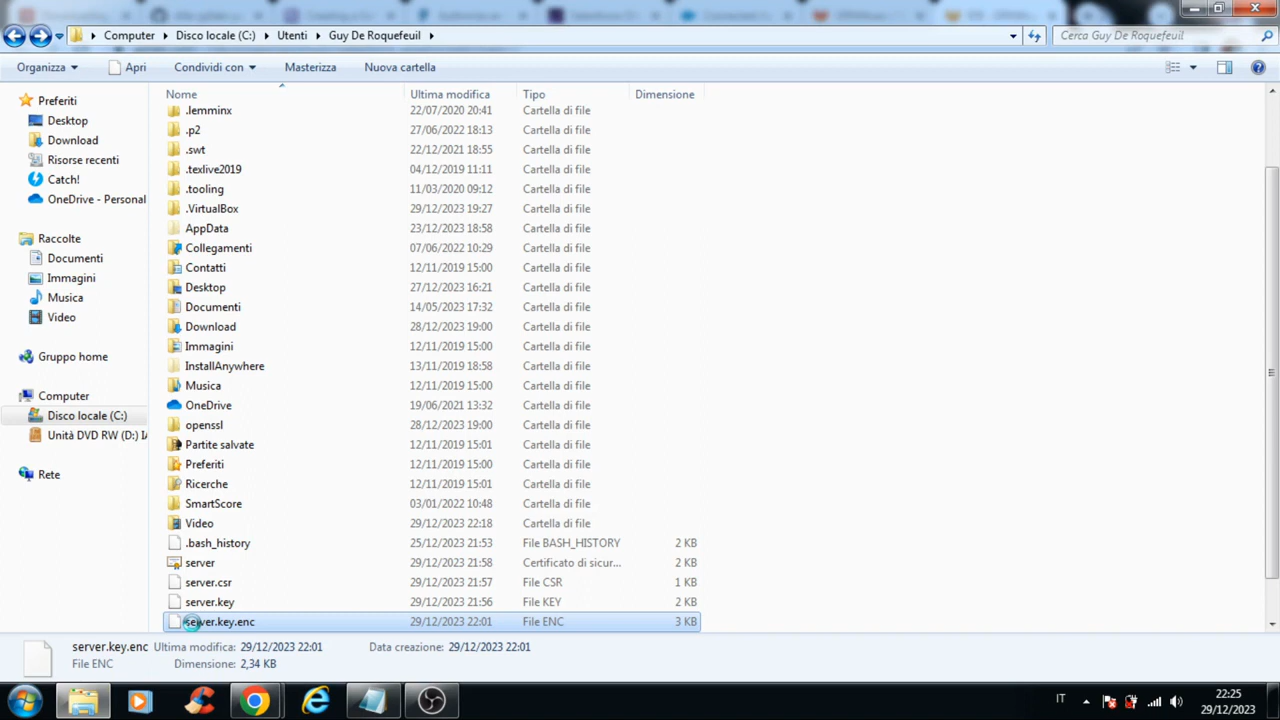 Computer Disco locale (C:) Utenti Guy De Roquefeuil
Cerca Guy De Roquefeuil
Organizza Apri Condividi con Masterizza Nuova cartella
Preferiti
Desktop
Download
Risorse recenti
Catch!
OneDrive - Personal
Raccolte
Documenti
Immagini
Musica
Video
Gruppo home
Computer
Disco locale (C:)
Unità DVD RW (D:) IA
Rete
Nome Ultima modifica Tipo Dimensione
.lemminx 22/07/2020 20:41 Cartella di file
.p2 27/06/2022 18:13 Cartella di file
.swt 22/12/2021 18:55 Cartella di file
.texlive2019 04/12/2019 11:11 Cartella di file
.tooling 11/03/2020 09:12 Cartella di file
.VirtualBox 29/12/2023 19:27 Cartella di file
AppData 23/12/2023 18:58 Cartella di file
Collegamenti 07/06/2022 10:29 Cartella di file
Contatti 12/11/2019 15:00 Cartella di file
Desktop 27/12/2023 16:21 Cartella di file
Documenti 14/05/2023 17:32 Cartella di file
Download 28/12/2023 19:00 Cartella di file
Immagini 12/11/2019 15:00 Cartella di file
InstallAnywhere 13/11/2019 18:58 Cartella di file
Musica 12/11/2019 15:00 Cartella di file
OneDrive 19/06/2021 13:32 Cartella di file
openssl 28/12/2023 19:00 Cartella di file
Partite salvate 12/11/2019 15:01 Cartella di file
Preferiti 12/11/2019 15:00 Cartella di file
Ricerche 12/11/2019 15:01 Cartella di file
SmartScore 03/01/2022 10:48 Cartella di file
Video 29/12/2023 22:18 Cartella di file
.bash_history 25/12/2023 21:53 File BASH_HISTORY 2 KB
server 29/12/2023 21:58 Certificato di sicur... 2 KB
server.csr 29/12/2023 21:57 File CSR 1 KB
server.key 29/12/2023 21:56 File KEY 2 KB
server.key.enc 29/12/2023 22:01 File ENC 3 KB
server.key.enc Ultima modifica: 29/12/2023 22:01 Data creazione: 29/12/2023 22:01
File ENC Dimensione: 2,34 KB
IT
22:25
29/12/2023